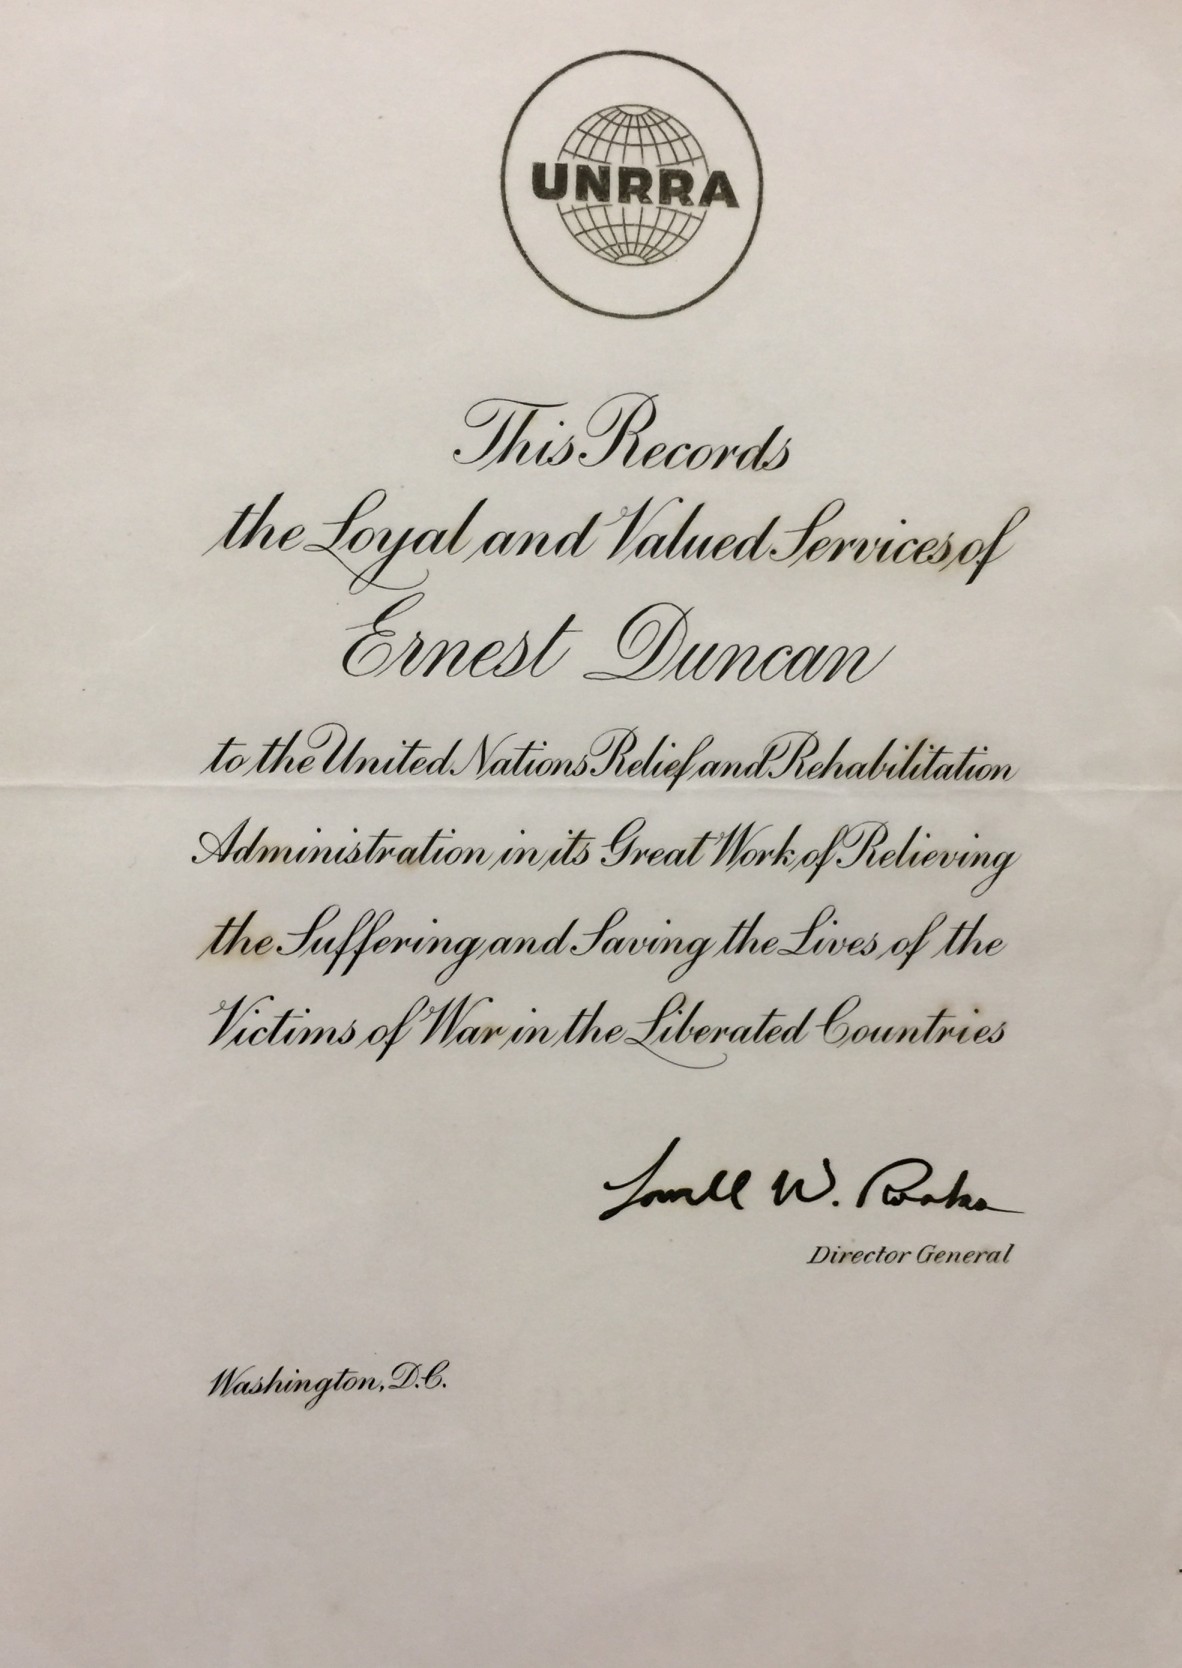 UNRRA
This Records
the Loyal and Valued Services of
Ernest Duncan
to the United Nations Relief and Rehabilitation
Administration in its Great Work of Relieving
the Suffering and Saving the Lives of the
Victims of War in the Liberated Countries
Lowell W. Rooks
Director General
Washington, D.C.